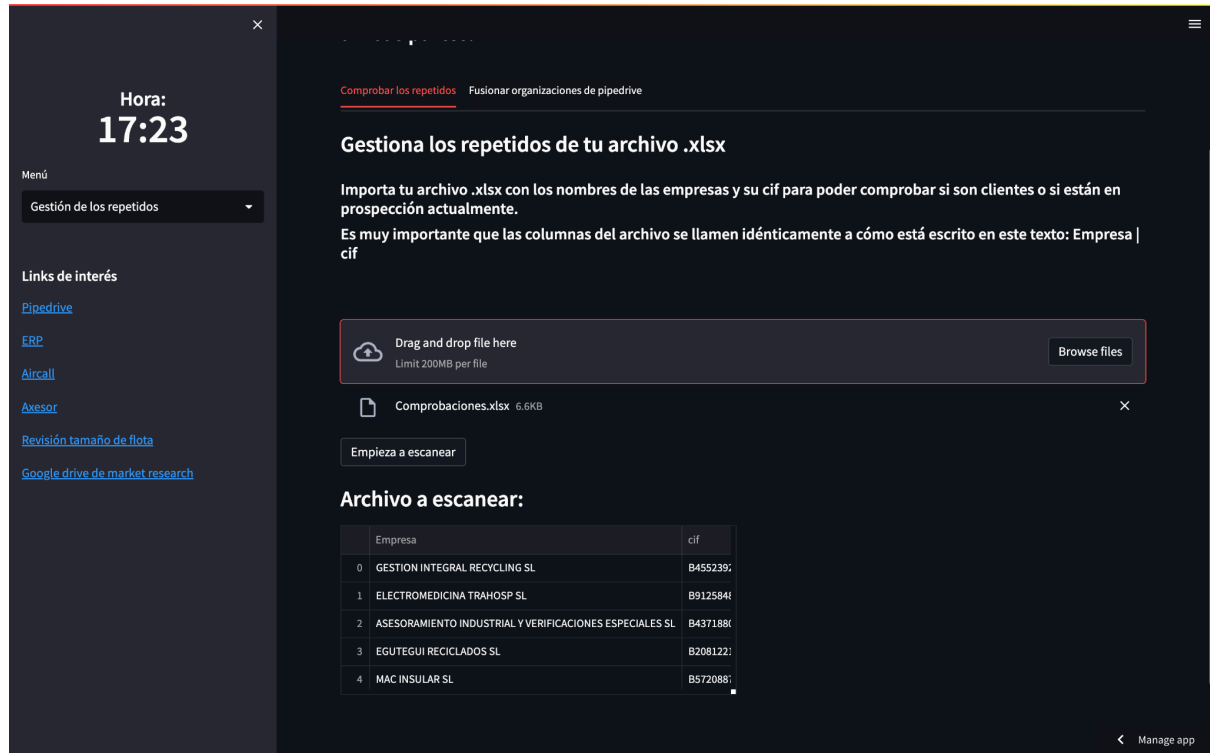 Hora:
17:23
Menú
Gestión de los repetidos
Links de interés
Pipedrive
ERP
Aircall
Axesor
Revisión tamaño de flota
Google drive de market research
Comprobar los repetidos Fusionar organizaciones de pipedrive
Gestiona los repetidos de tu archivo .xlsx
Importa tu archivo .xlsx con los nombres de las empresas y su cif para poder comprobar si son clientes o si están en
prospección actualmente.
Es muy importante que las columnas del archivo se llamen idénticamente a cómo está escrito en este texto: Empresa |
cif
Drag and drop file here
Limit 200MB per file
Browse files
Comprobaciones.xlsx 6.6KB
Empieza a escanear
Archivo a escanear:
Empresa cif
0 GESTION INTEGRAL RECYCLING SL B455239
1 ELECTROMEDICINA TRAHOSP SL B912584
2 ASESORAMIENTO INDUSTRIAL Y VERIFICACIONES ESPECIALES SL B437188
3 EGUTEGUI RECICLADOS SL B208122
4 MAC INSULAR SL B572088
Manage app